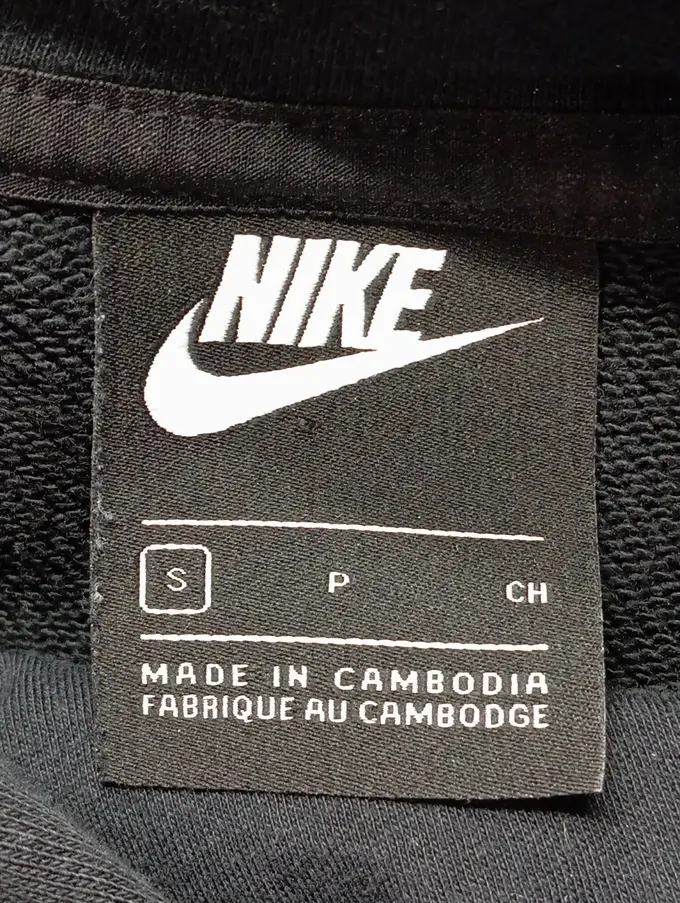 NIKE
S P CH
MADE IN CAMBODIA
FABRIQUE AU CAMBODGE